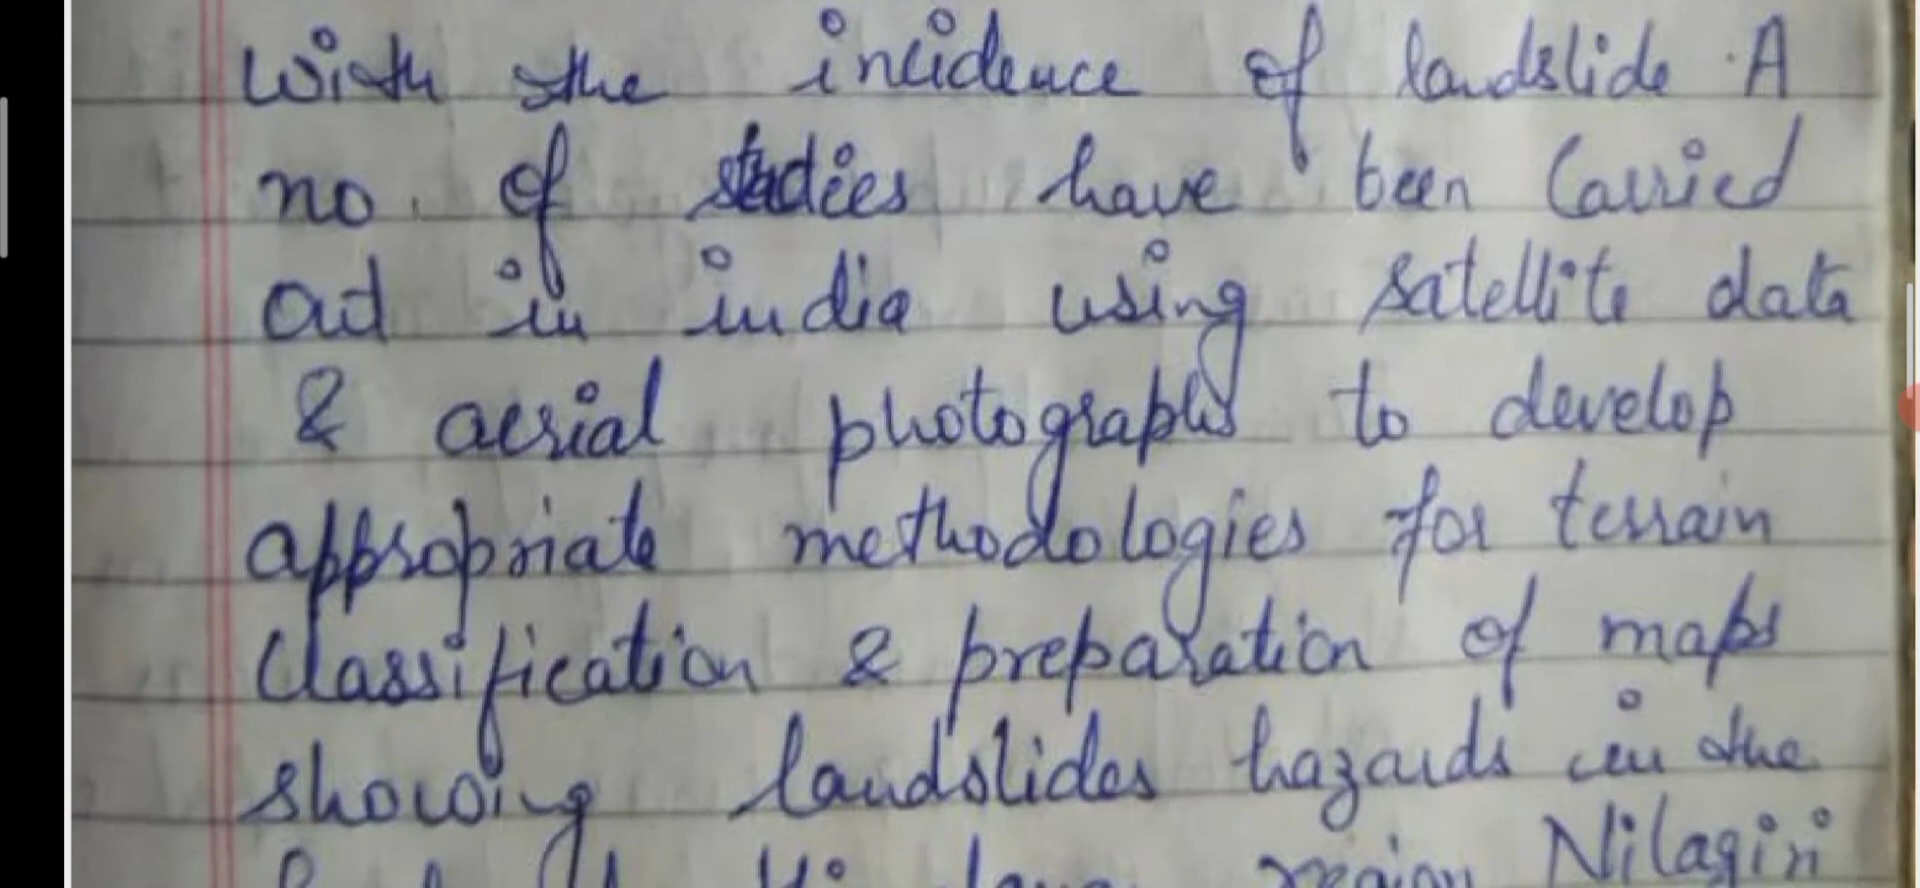 with the incidence of landslide . A
no. of studies have been Carried
out in india using satellite data
& aerial photographs to develop
appropriate methodologies for terrain
Classification & preparation of maps
showing landslides hazards in the
region Nilagiri